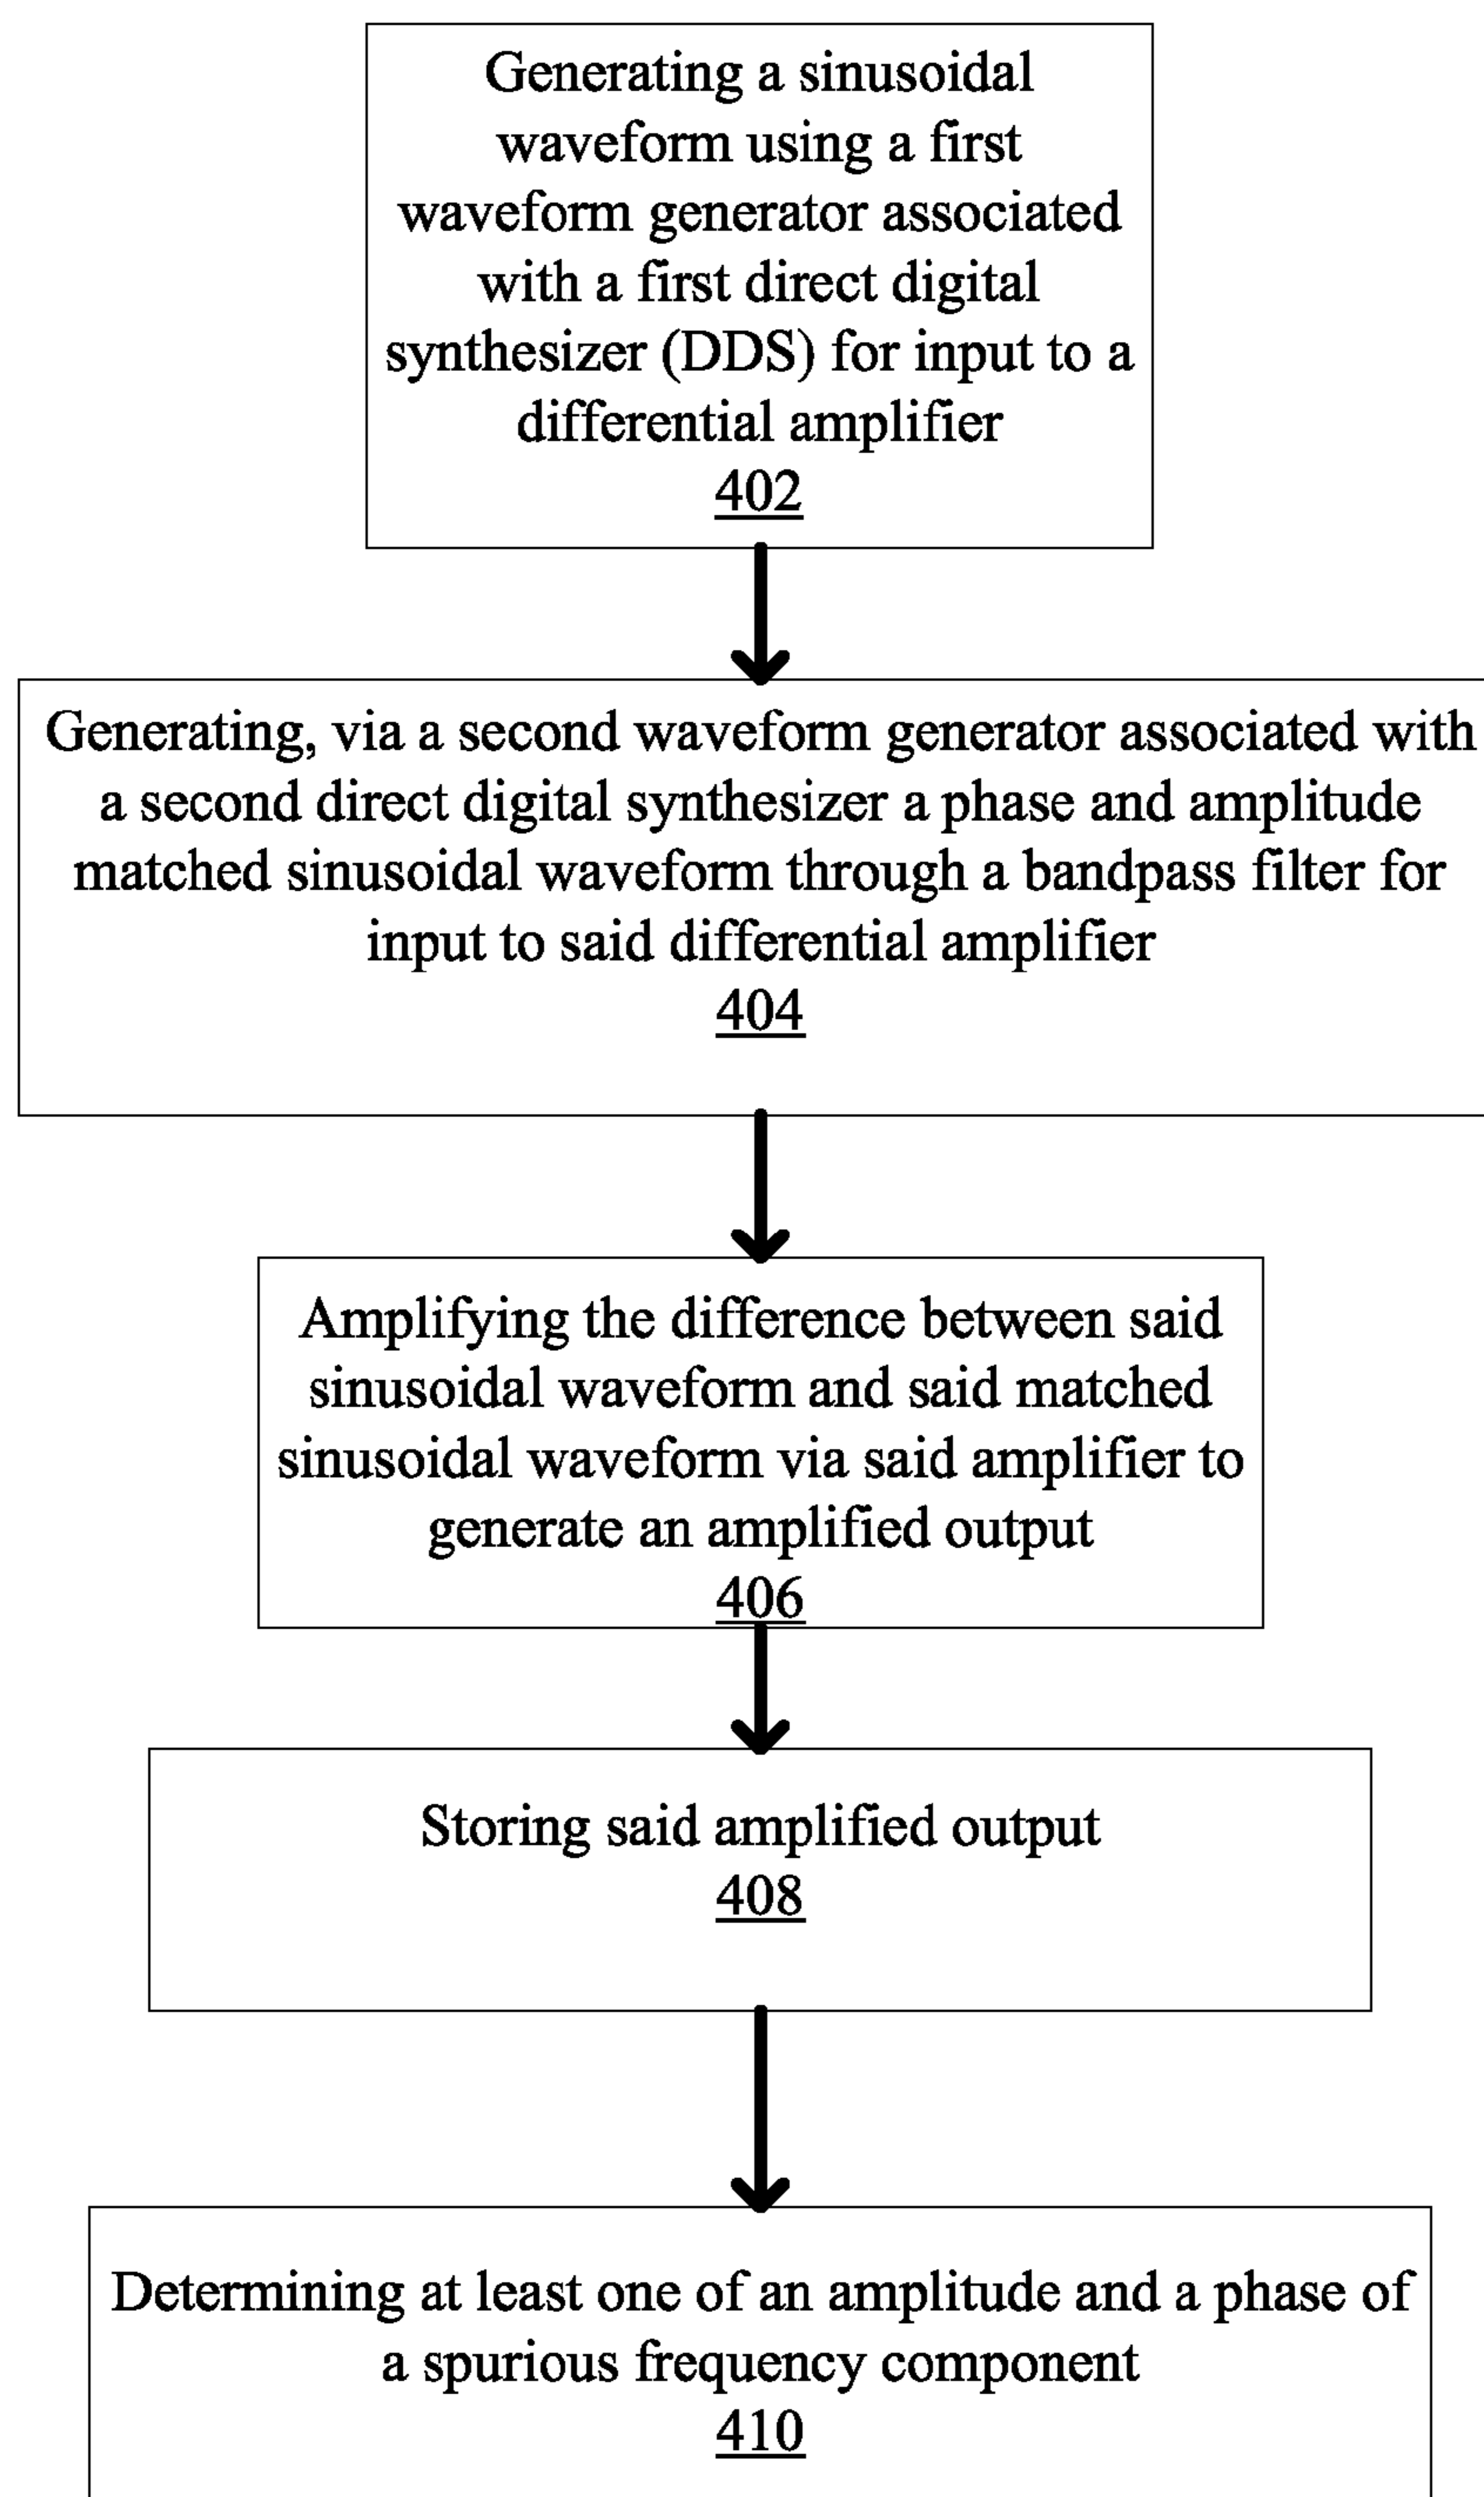 Generating a sinusoidal
waveform using a first
waveform generator associated
with a first direct digital
synthesizer (DDS) for input to a
differential amplifier
402
Generating, via a second waveform generator associated with
a second direct digital synthesizer a phase and amplitude
matched sinusoidal waveform through a bandpass filter for
input to said differential amplifier
404
Amplifying the difference between said
sinusoidal waveform and said matched
sinusoidal waveform via said amplifier to
generate an amplified output
406
Storing said amplified output
408
Determining at least one of an amplitude and a phase of
a spurious frequency component
410